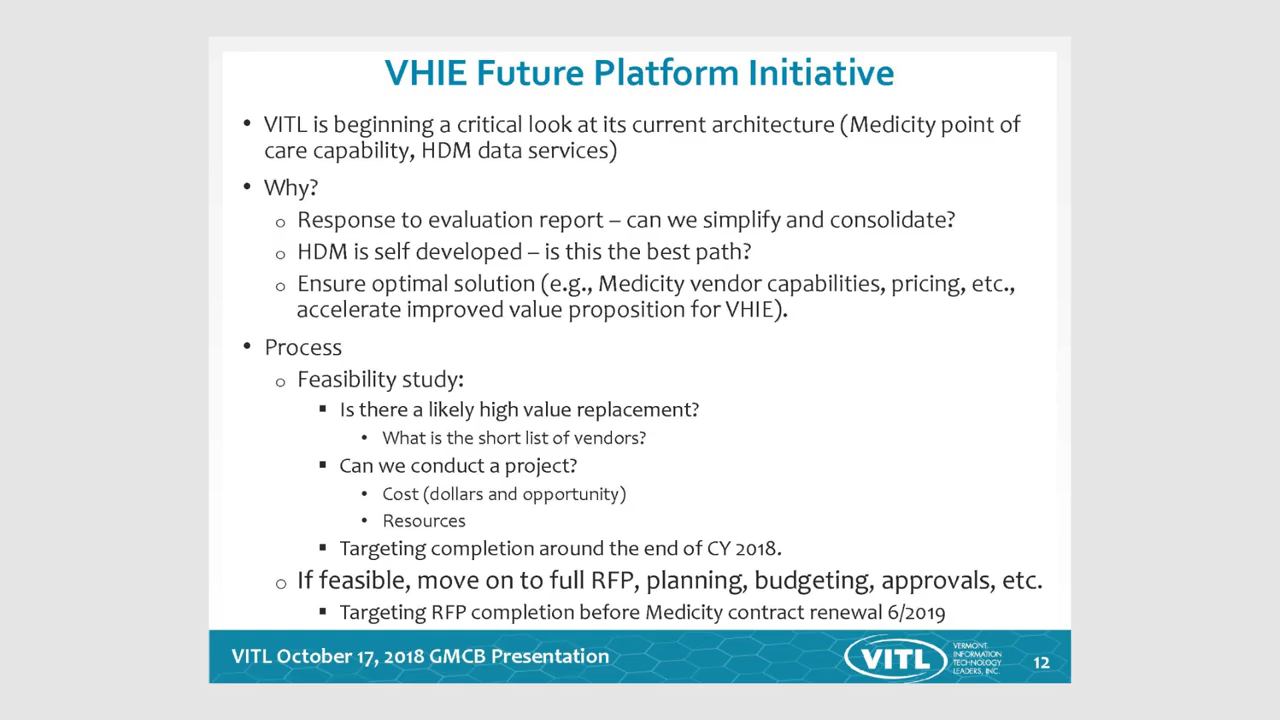 VHIE Future Platform Initiative
• VITL is beginning a critical look at its current architecture (Medicity point of
care capability, HDM data services)
• Why?
o Response to evaluation report – can we simplify and consolidate?
o HDM is self developed – is this the best path?
o Ensure optimal solution (e.g., Medicity vendor capabilities, pricing, etc.,
accelerate improved value proposition for VHIE).
• Process
o Feasibility study:
▪ Is there a likely high value replacement?
• What is the short list of vendors?
▪ Can we conduct a project?
• Cost (dollars and opportunity)
• Resources
▪ Targeting completion around the end of CY 2018.
o If feasible, move on to full RFP, planning, budgeting, approvals, etc.
▪ Targeting RFP completion before Medicity contract renewal 6/2019
VITL October 17, 2018 GMCB Presentation
VITL
VERMONT
INFORMATION
TECHNOLOGY
LEADERS, INC.
12